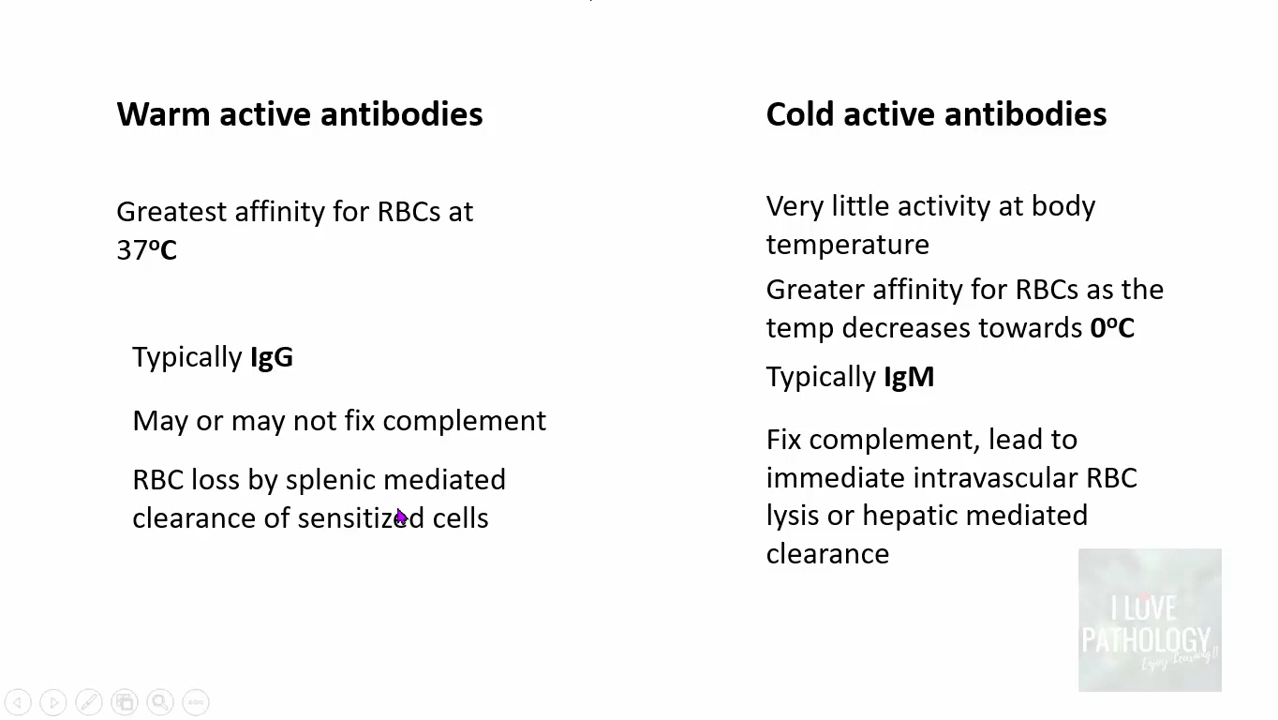 Warm active antibodies
Greatest affinity for RBCs at
37ºC
Typically IgG
May or may not fix complement
RBC loss by splenic mediated
clearance of sensitized cells
Cold active antibodies
Very little activity at body
temperature
Greater affinity for RBCs as the
temp decreases towards 0ºC
Typically IgM
Fix complement, lead to
immediate intravascular RBC
lysis or hepatic mediated
clearance
I LOVE
PATHOLOGY
Enjoy Learning!!